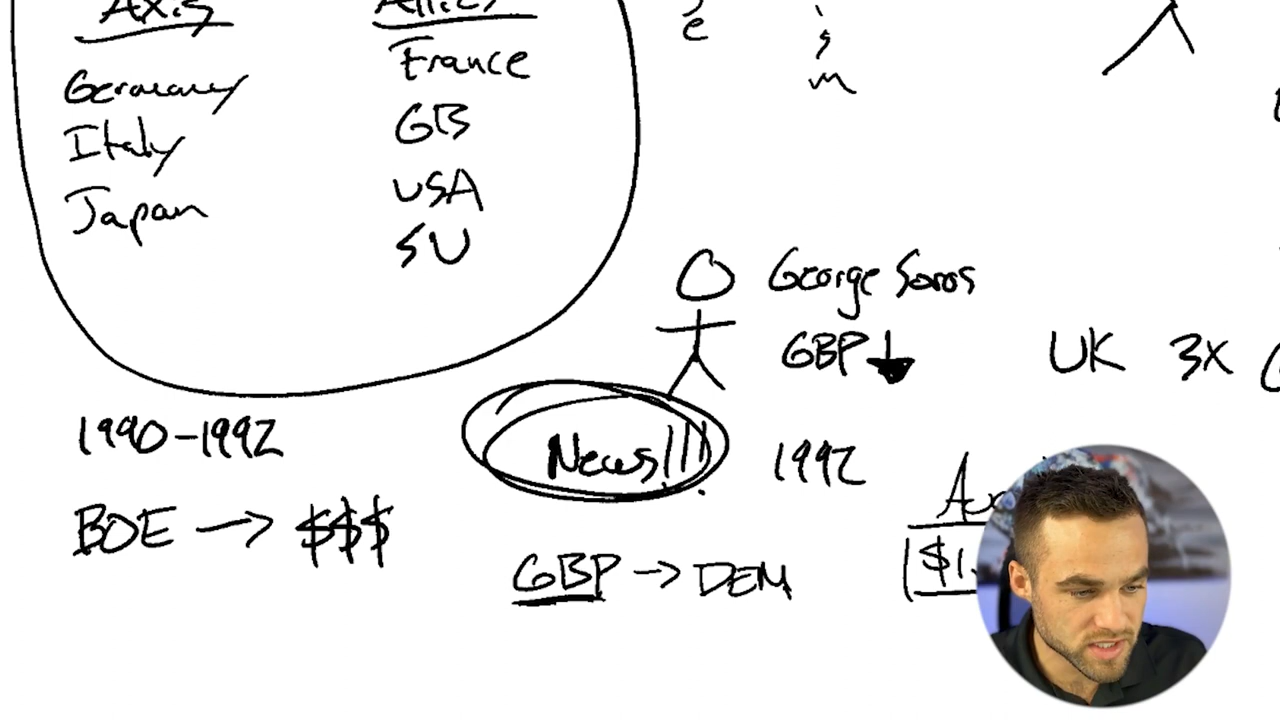 Axis
Allies
Germany
Italy
Japan
France
GB
USA
SU
e
i
s
m
George Soros
GBP
UK 3X
1990-1992
News!!!
1992
BOE → $$$
GBP → DEM
$1.